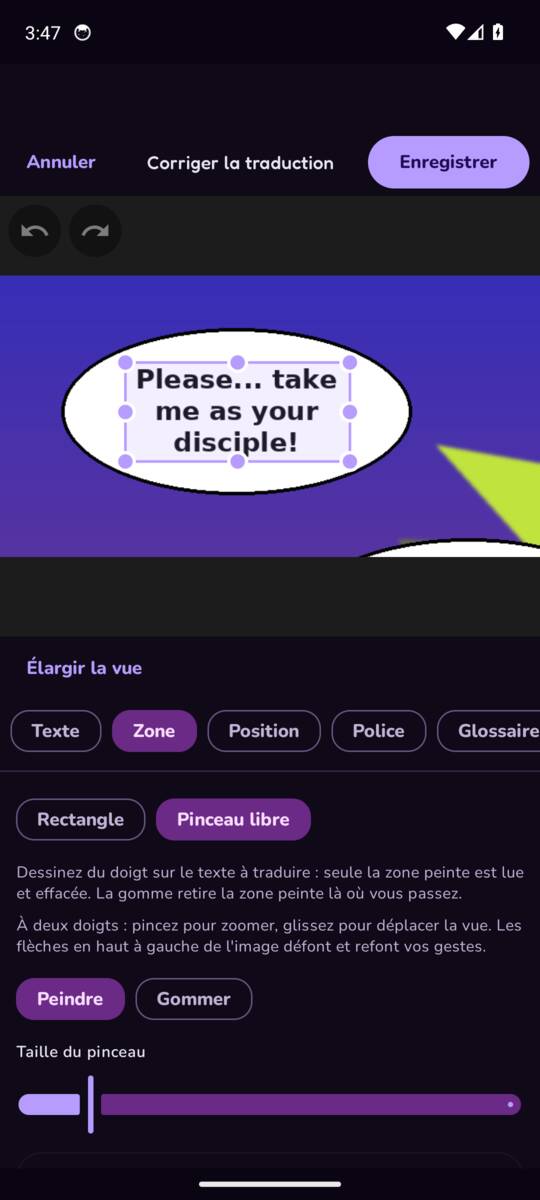 3:47
Annuler
Corriger la traduction
Enregistrer
Please... take
me as your
disciple!
Élargir la vue
Texte
Zone
Position
Police
Glossaire
Rectangle
Pinceau libre
Dessinez du doigt sur le texte à traduire : seule la zone peinte est lue
et effacée. La gomme retire la zone peinte là où vous passez.
À deux doigts : pincez pour zoomer, glissez pour déplacer la vue. Les
flèches en haut à gauche de l'image défont et refont vos gestes.
Peindre
Gommer
Taille du pinceau